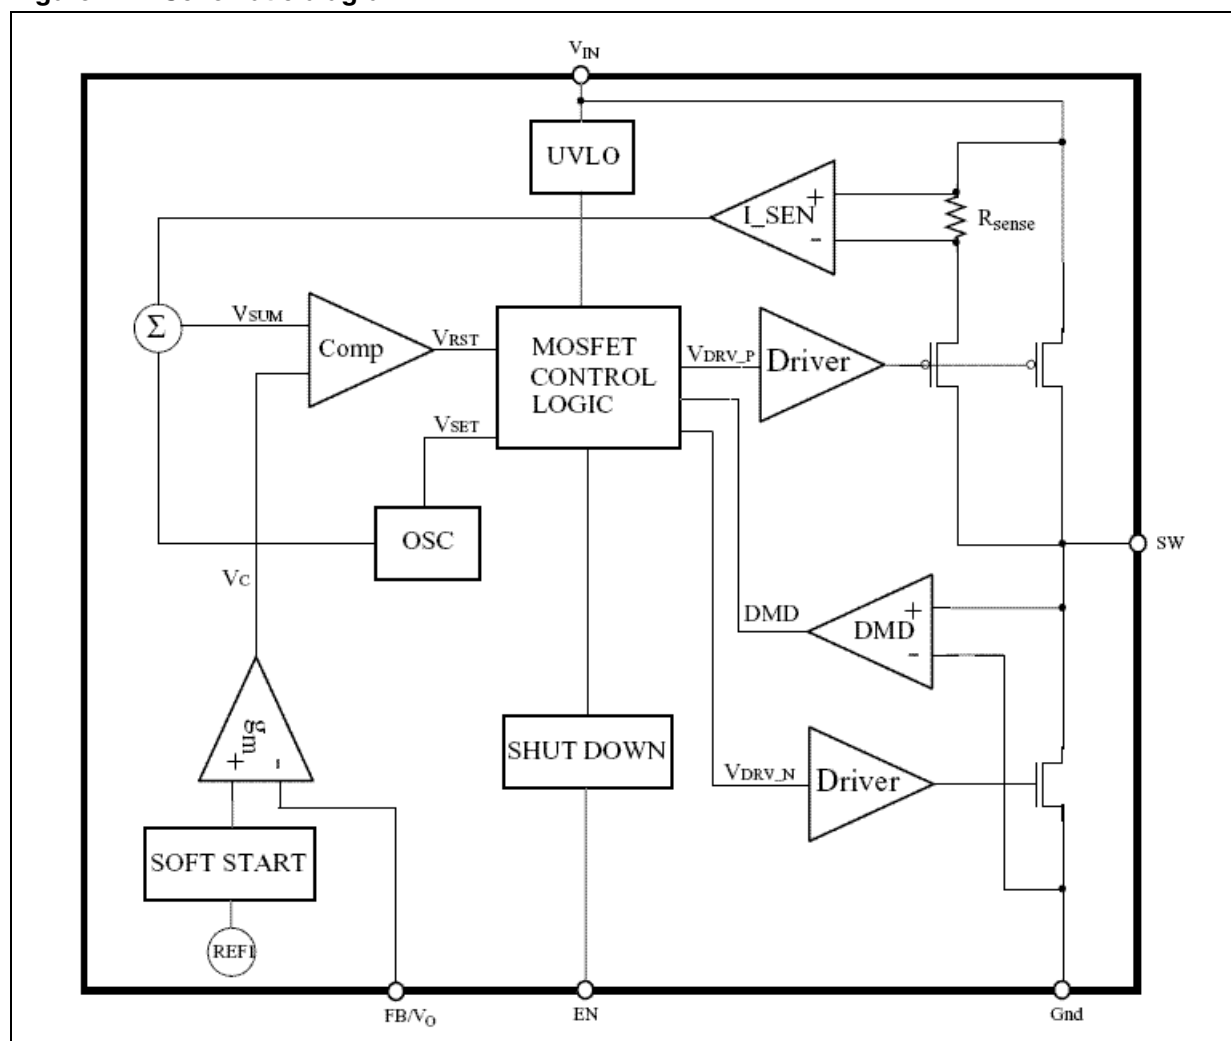 V_IN
UVLO
+
I_SEN
-
R_sense
Σ
V_SUM
Comp
V_RST
MOSFET
CONTROL
LOGIC
V_DRV_P
Driver
V_SET
OSC
SW
V_C
DMD
+
DMD
-
gm
+
-
SHUT DOWN
V_DRV_N
Driver
SOFT START
REF1
FB/V_O
EN
Gnd